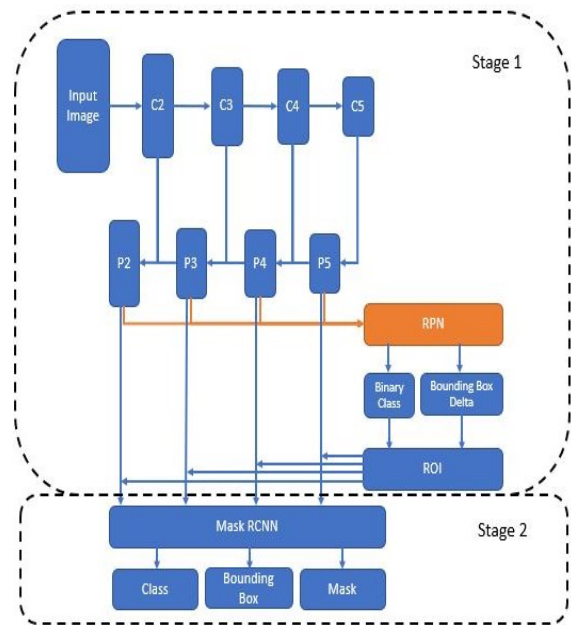 Stage 1
Input
Image
C2
C3
C4
C5
P2
P3
P4
P5
RPN
Binary
Class
Bounding Box
Delta
ROI
Stage 2
Mask RCNN
Class
Bounding
Box
Mask